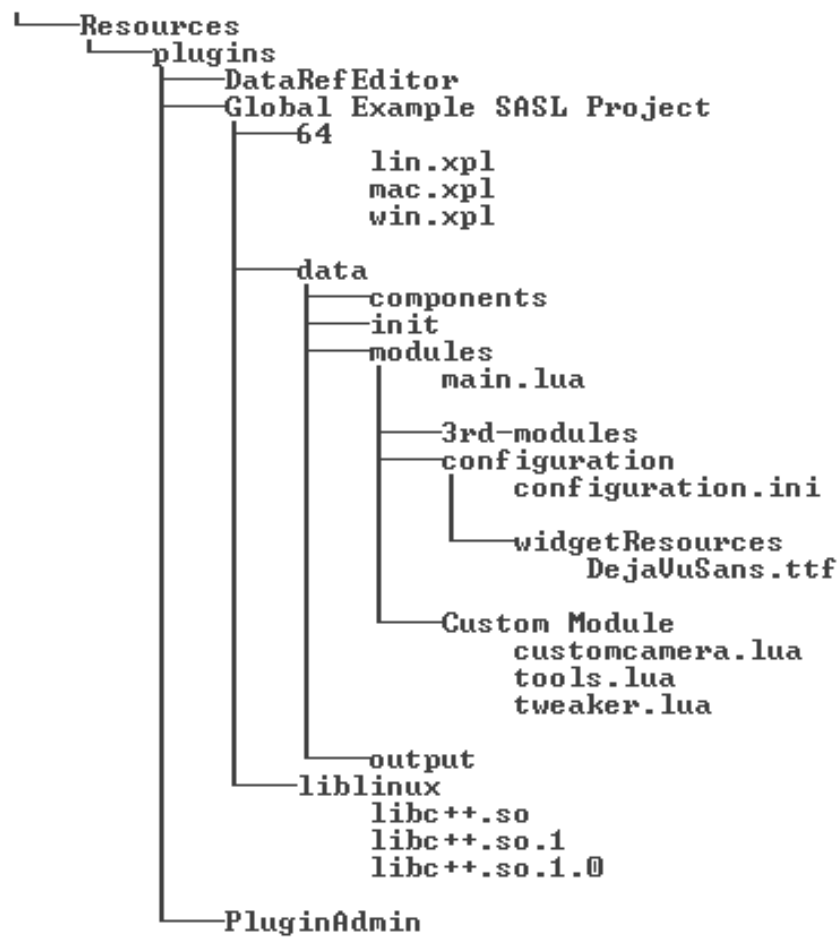 Resources
plugins
DataRefEditor
Global Example SASL Project
64
lin.xpl
mac.xpl
win.xpl
data
components
init
modules
main.lua
3rd-modules
configuration
configuration.ini
widgetResources
DejaVuSans.ttf
Custom Module
customcamera.lua
tools.lua
tweaker.lua
output
liblinux
libc++.so
libc++.so.1
libc++.so.1.0
PluginAdmin